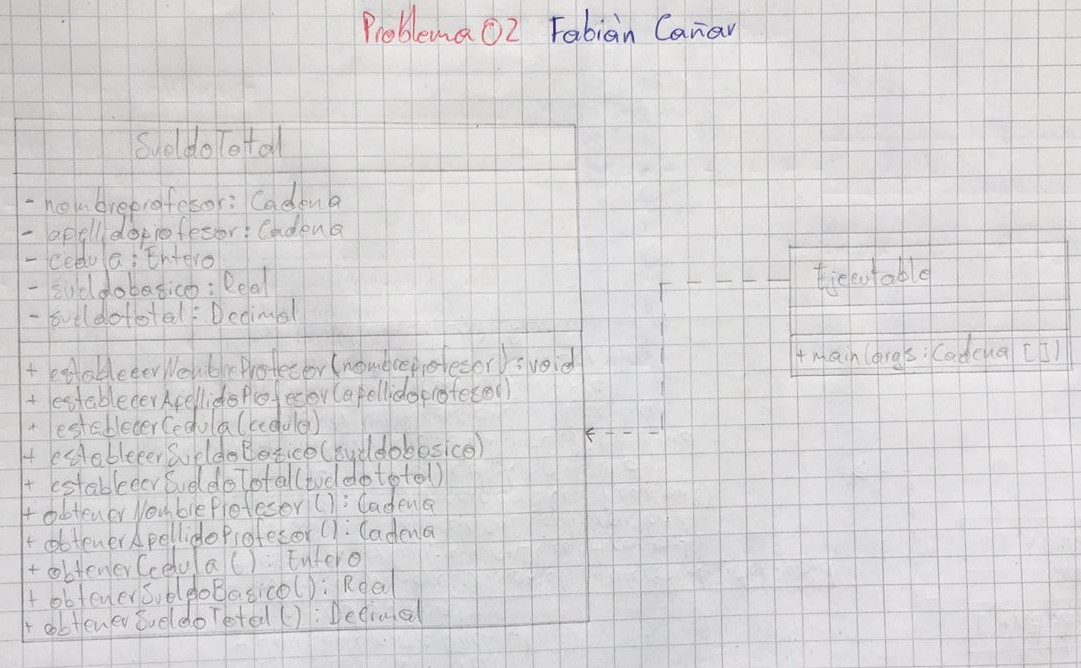 Problema 02 Fabiàn Cañar
SueldoTotal
- nombreprofesor: Cadena
- apellidoprofesor: Cadena
- cedula: Entero
- sueldobasico: Real
- sueldototal: Decimal
+ establecerNombreProfesor(nombreprofesor): void
+ establecerApellidoProfesor(apellidoprofesor)
+ establecerCedula(cedula)
+ establecerSueldoBasico(sueldobasico)
+ establecerSueldoTotal(sueldototal)
+ obtenerNombreProfesor(): Cadena
+ obtenerApellidoProfesor(): Cadena
+ obtenerCedula(): Entero
+ obtenerSueldoBasico(): Real
+ obtenerSueldoTotal(): Decimal
Ejecutable
+ main(args: Cadena [])